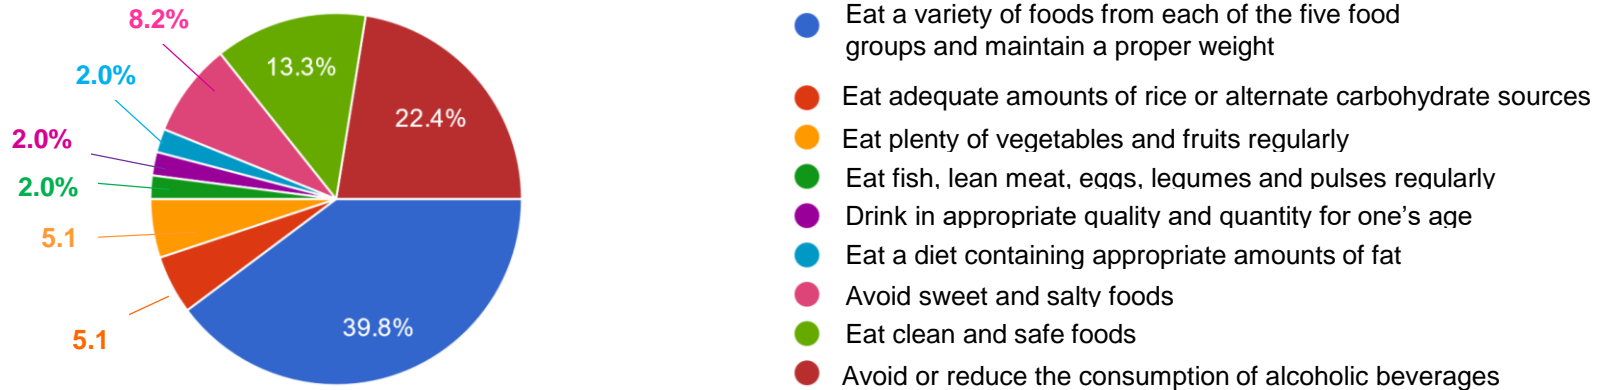 8.2%
2.0%
2.0%
2.0%
5.1
5.1
13.3%
22.4%
39.8%
Eat a variety of foods from each of the five food
groups and maintain a proper weight
Eat adequate amounts of rice or alternate carbohydrate sources
Eat plenty of vegetables and fruits regularly
Eat fish, lean meat, eggs, legumes and pulses regularly
Drink in appropriate quality and quantity for one’s age
Eat a diet containing appropriate amounts of fat
Avoid sweet and salty foods
Eat clean and safe foods
Avoid or reduce the consumption of alcoholic beverages